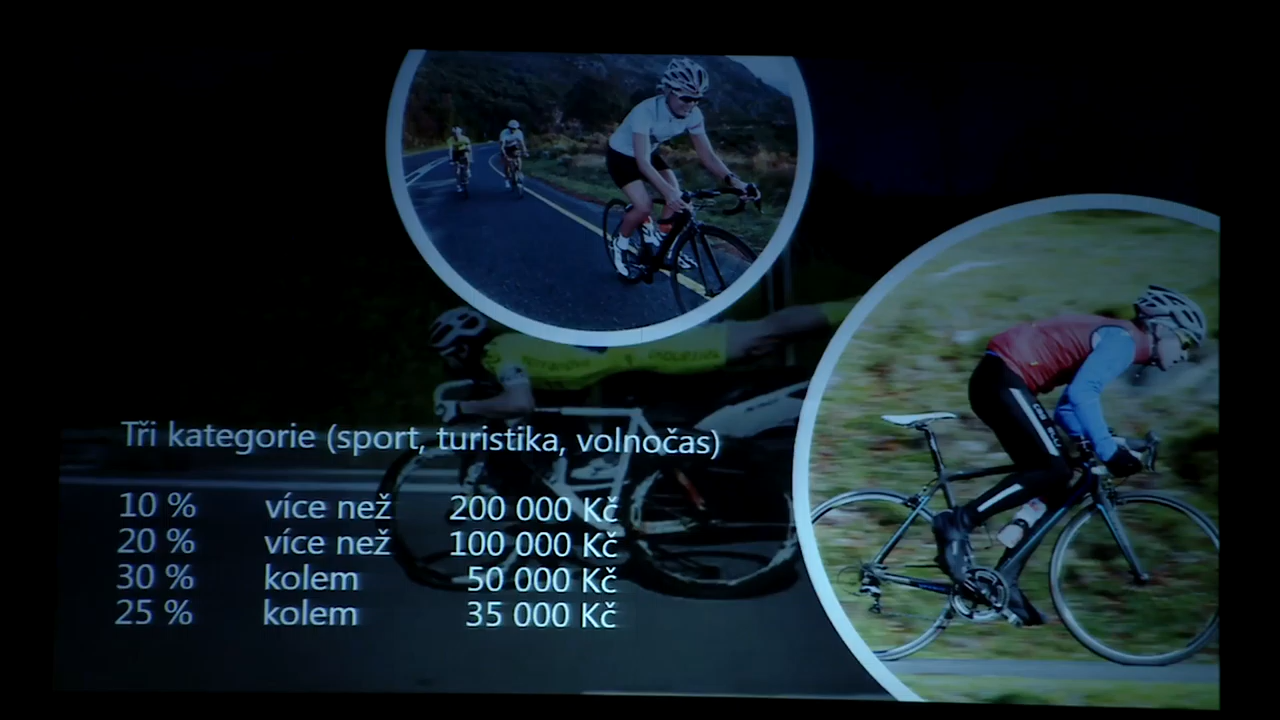 Tři kategorie (sport, turistika, volnočas)
10 % více než 200 000 Kč
20 % více než 100 000 Kč
30 % kolem 50 000 Kč
25 % kolem 35 000 Kč